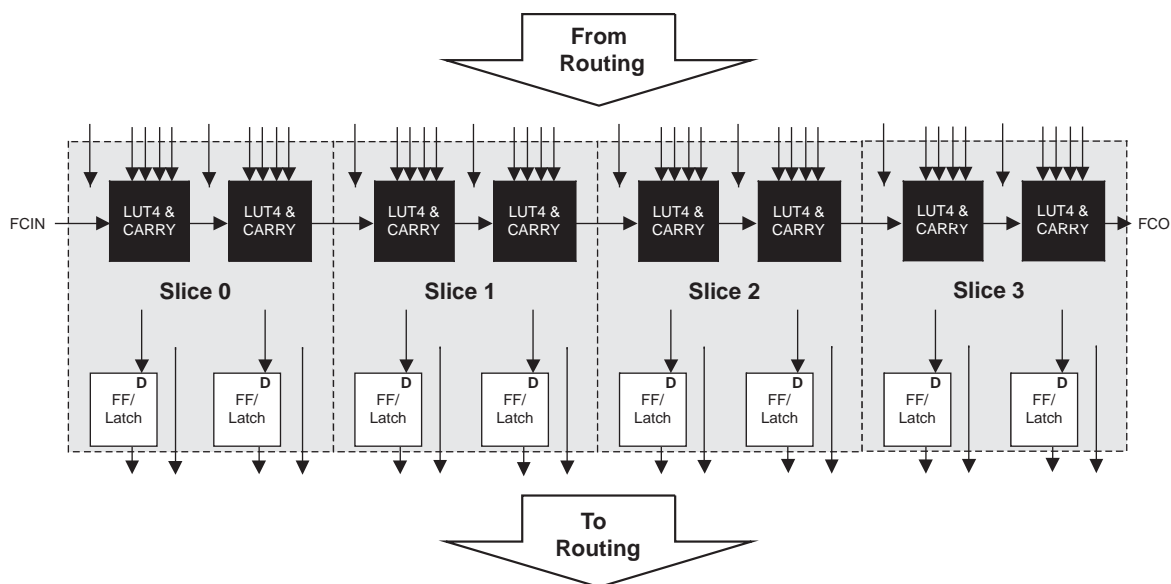 From
Routing
FCIN
LUT4 &
CARRY
LUT4 &
CARRY
LUT4 &
CARRY
LUT4 &
CARRY
LUT4 &
CARRY
LUT4 &
CARRY
LUT4 &
CARRY
LUT4 &
CARRY
FCO
Slice 0
Slice 1
Slice 2
Slice 3
D
FF/
Latch
D
FF/
Latch
D
FF/
Latch
D
FF/
Latch
D
FF/
Latch
D
FF/
Latch
D
FF/
Latch
D
FF/
Latch
To
Routing